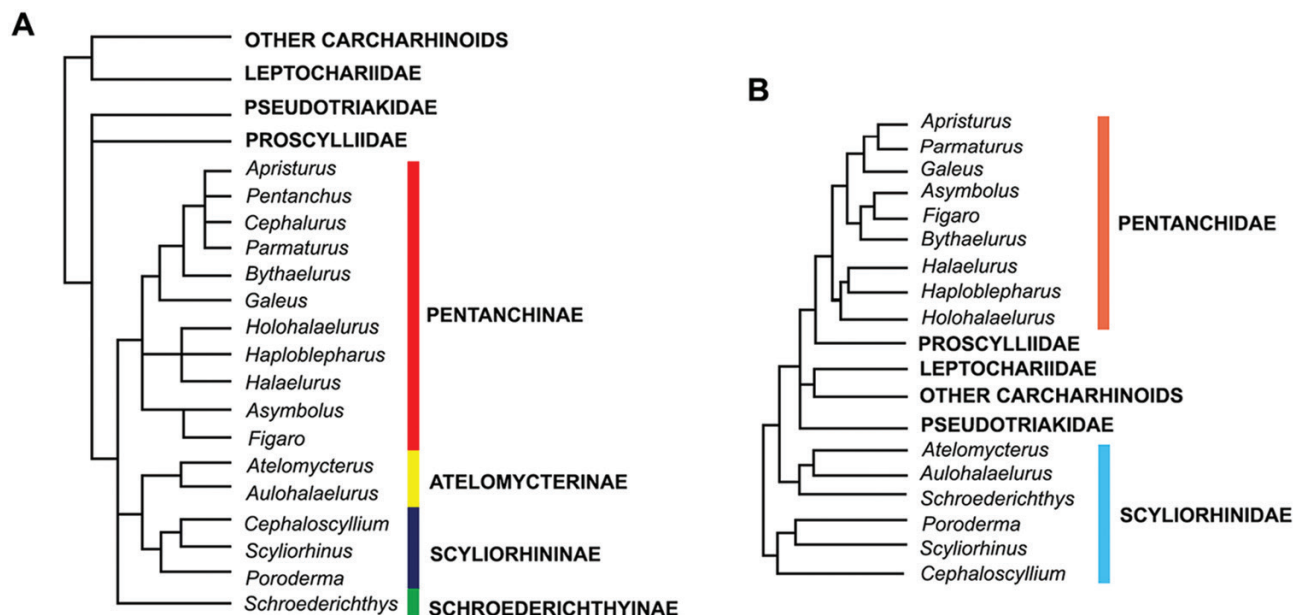 A
OTHER CARCHARHINOIDS
LEPTOCHARIIDAE
PSEUDOTRIAKIDAE
PROSCYLLIIDAE
Apristurus
Pentanchus
Cephalurus
Parmaturus
Bythaelurus
Galeus
Holohalaelurus
Haploblepharus
Halaelurus
Asymbolus
Figaro
PENTANCHINAE
Atelomycterus
Aulohalaelurus
ATELOMYCTERINAE
Cephaloscyllium
Scyliorhinus
Poroderma
SCYLIORHININAE
Schroederichthys
SCHROEDERICHTHYINAE
B
Apristurus
Parmaturus
Galeus
Asymbolus
Figaro
Bythaelurus
Halaelurus
Haploblepharus
Holohalaelurus
PENTANCHIDAE
PROSCYLLIIDAE
LEPTOCHARIIDAE
OTHER CARCHARHINOIDS
PSEUDOTRIAKIDAE
Atelomycterus
Aulohalaelurus
Schroederichthys
Poroderma
Scyliorhinus
Cephaloscyllium
SCYLIORHINIDAE